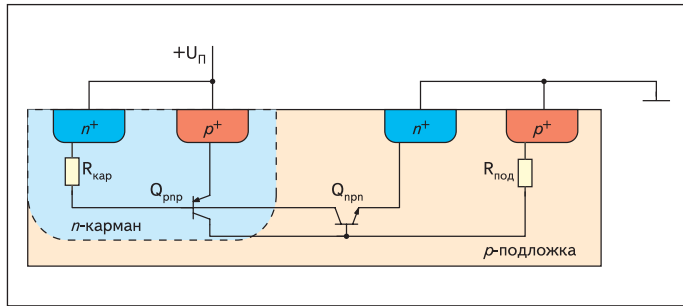 +U_П
n⁺
p⁺
n⁺
p⁺
R_кар
Q_pnp
Q_npn
R_под
n-карман
p-подложка